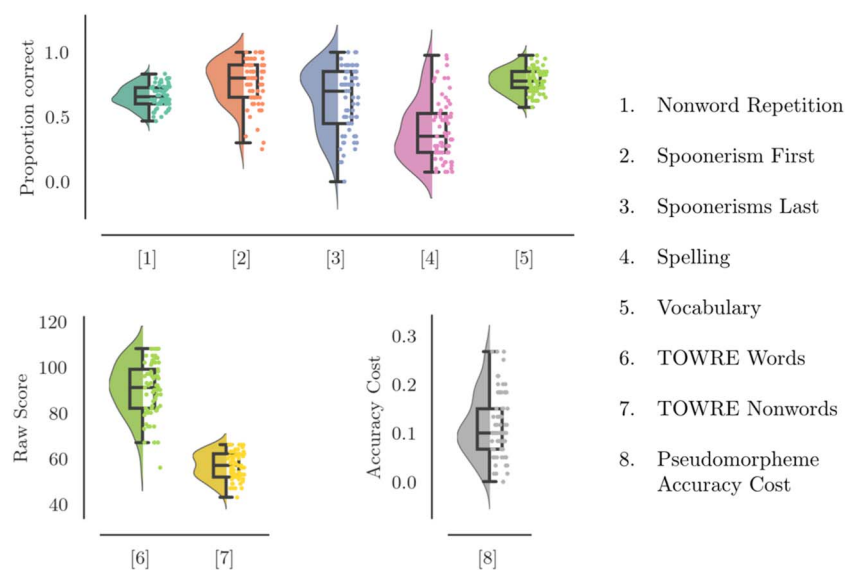 Proportion correct
1.0
0.5
0.0
[1] [2] [3] [4] [5]
Raw Score
120
100
80
60
40
[6] [7]
Accuracy Cost
0.3
0.2
0.1
0.0
[8]
1. Nonword Repetition
2. Spoonerism First
3. Spoonerisms Last
4. Spelling
5. Vocabulary
6. TOWRE Words
7. TOWRE Nonwords
8. Pseudomorpheme
Accuracy Cost